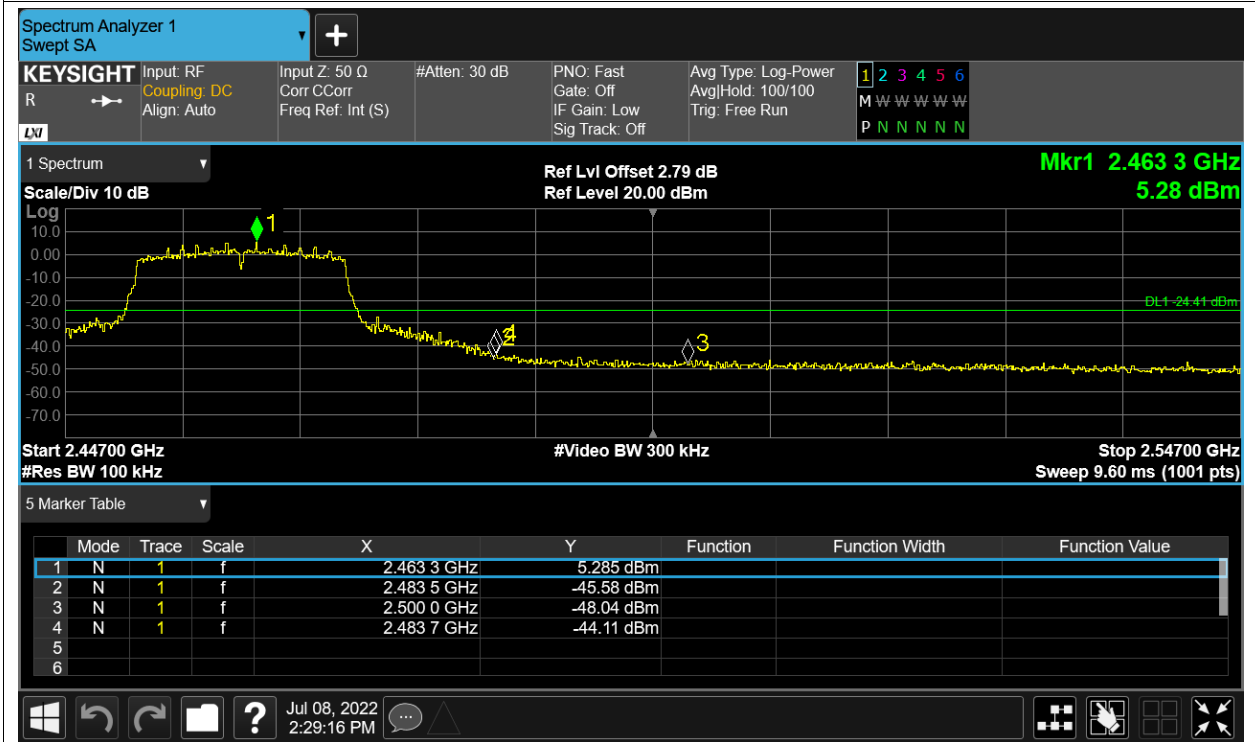 Spectrum Analyzer 1
Swept SA
KEYSIGHT Input: RF Input Z: 50 Ω #Atten: 30 dB PNO: Fast Avg Type: Log-Power 1 2 3 4 5 6
R Coupling: DC Corr CCorr Gate: Off Avg|Hold: 100/100 M W W W W W
Align: Auto Freq Ref: Int (S) IF Gain: Low Trig: Free Run
LXI Sig Track: Off P N N N N N
1 Spectrum Ref Lvl Offset 2.79 dB Mkr1 2.463 3 GHz
Scale/Div 10 dB Ref Level 20.00 dBm 5.28 dBm
Log
1
10.0
0.00
-10.0
-20.0
DL1 -24.41 dBm
-30.0
4
2
3
-40.0
-50.0
-60.0
-70.0
Start 2.44700 GHz #Video BW 300 kHz Stop 2.54700 GHz
#Res BW 100 kHz Sweep 9.60 ms (1001 pts)
5 Marker Table
Mode Trace Scale X Y Function Function Width Function Value
1 N 1 f 2.463 3 GHz 5.285 dBm
2 N 1 f 2.483 5 GHz -45.58 dBm
3 N 1 f 2.500 0 GHz -48.04 dBm
4 N 1 f 2.483 7 GHz -44.11 dBm
5
6
? Jul 08, 2022
2:29:16 PM